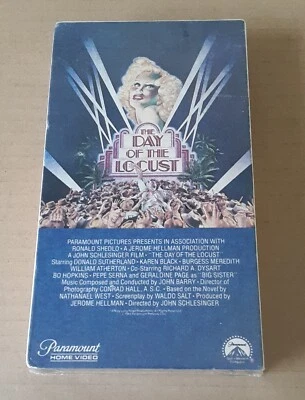 THE
DAY
OF THE
LOCUST
PARAMOUNT PICTURES PRESENTS IN ASSOCIATION WITH
RONALD SHEDLO · A JEROME HELLMAN PRODUCTION
A JOHN SCHLESINGER FILM · "THE DAY OF THE LOCUST"
Starring DONALD SUTHERLAND · KAREN BLACK · BURGESS MEREDITH
WILLIAM ATHERTON · Co-Starring RICHARD A. DYSART
BO HOPKINS · PEPE SERNA and GERALDINE PAGE as "BIG SISTER"
Music Composed and Conducted by JOHN BARRY · Director of
Photography CONRAD HALL, A.S.C. · Based on the Novel by
NATHANAEL WEST · Screenplay by WALDO SALT · Produced by
JEROME HELLMAN · Directed by JOHN SCHLESINGER
Paramount
HOME VIDEO